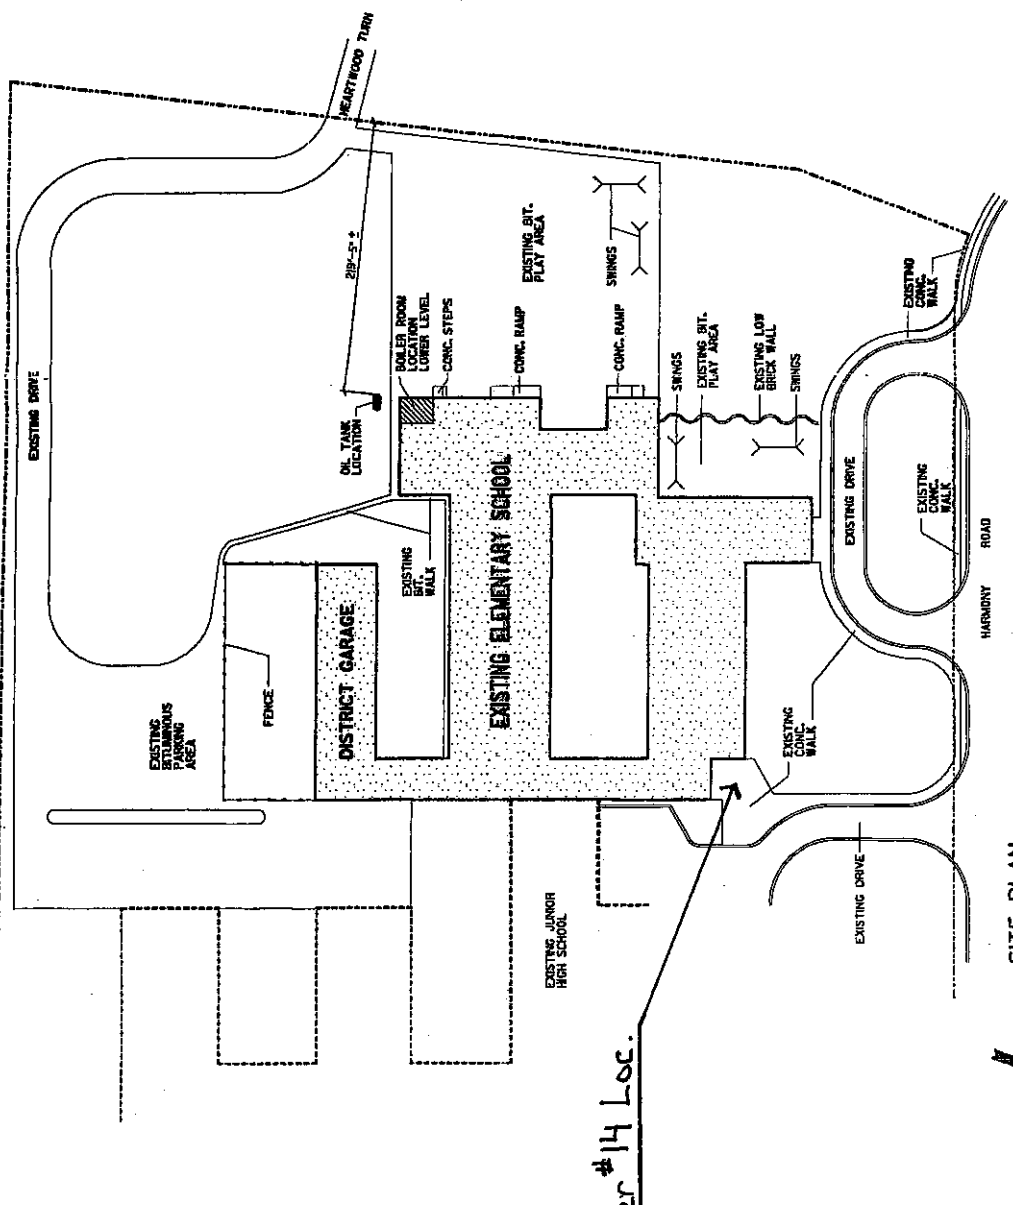 HEARTWOOD TURN
EXISTING DRIVE
219'-5" ±
EXISTING BIT.
PLAY AREA
SWINGS
BOILER ROOM
LOCATION
LOWER LEVEL
CONC. STEPS
CONC. RAMP
CONC. RAMP
OIL TANK
LOCATION
SWINGS
EXISTING BIT.
PLAY AREA
EXISTING LOW
BRICK WALL
SWINGS
EXISTING
CONC.
WALK
EXISTING
BIT.
WALK
EXISTING ELEMENTARY SCHOOL
DISTRICT GARAGE
FENCE
EXISTING
BITUMINOUS
PARKING
AREA
EXISTING DRIVE
EXISTING
CONC.
WALK
HARMONY ROAD
EXISTING
CONC.
WALK
EXISTING JUNIOR
HIGH SCHOOL
EXISTING DRIVE
#14 Loc.
SITE PLAN